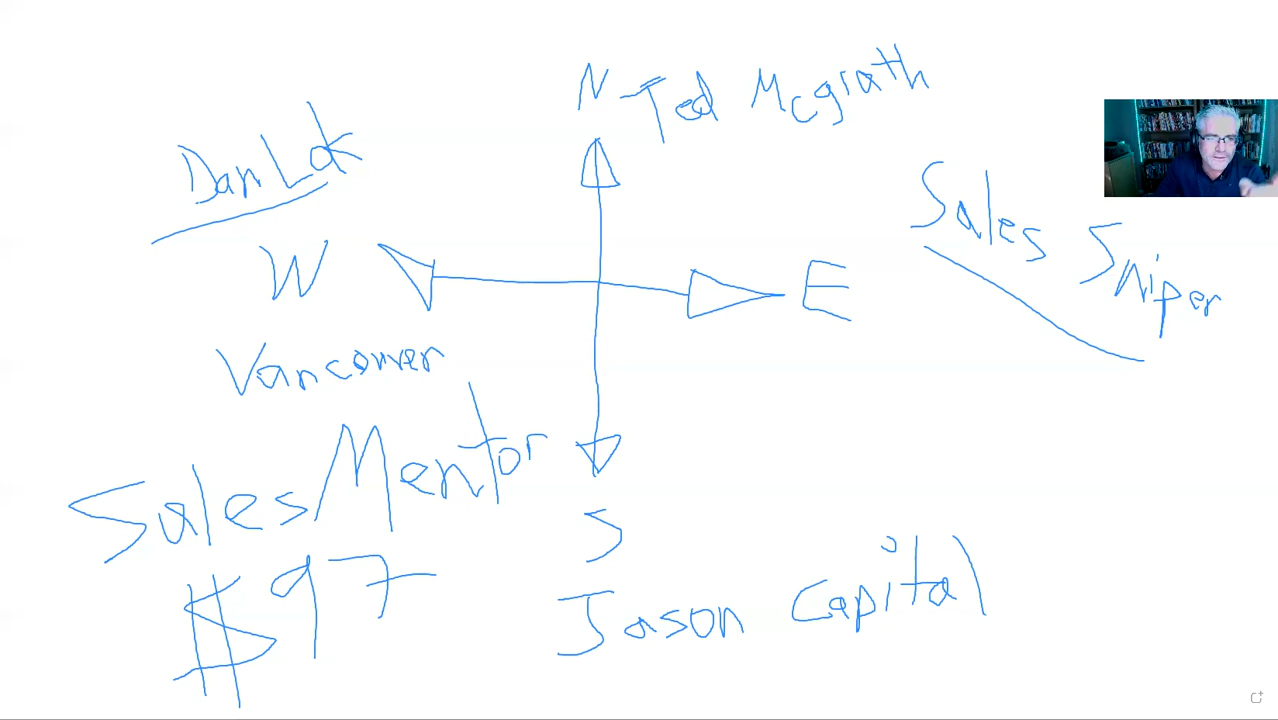 N Ted Mcgrath
Dan Lok
Sales Sniper
W
E
Vancouver
Sales Mentor
$97
S
Jason Capital